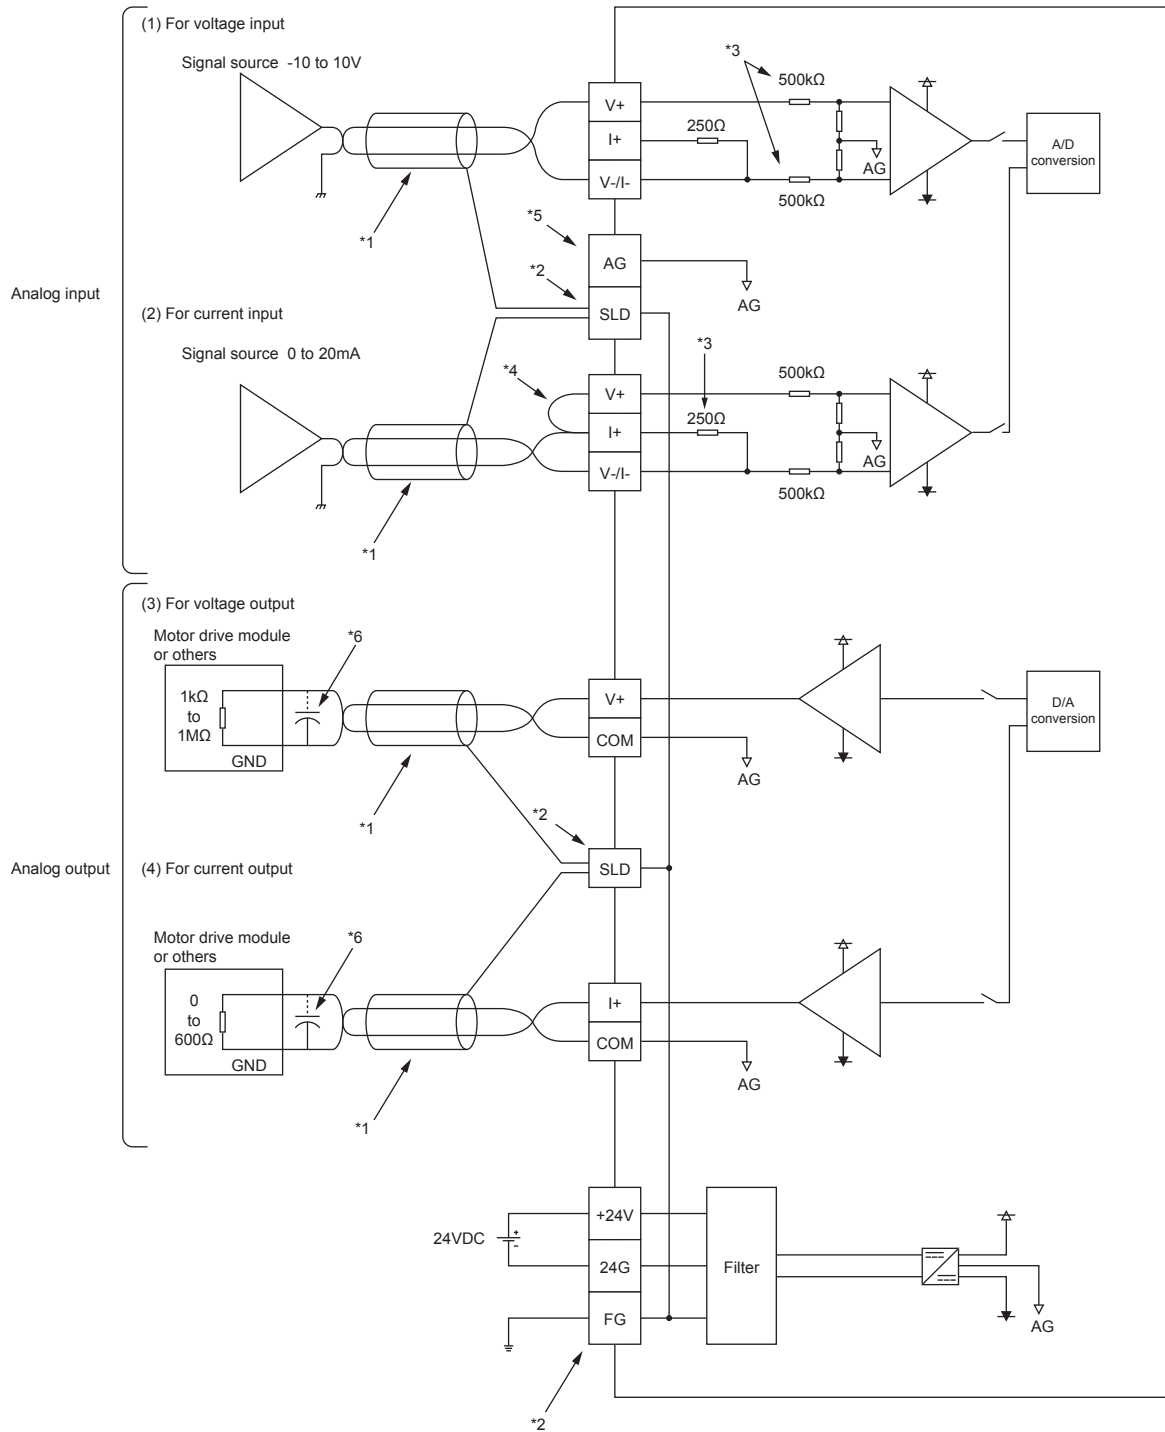 (1) For voltage input
Signal source -10 to 10V
*3
500kΩ
V+
I+
V-/I-
250Ω
AG
500kΩ
A/D
conversion
*1
*5
AG
AG
*2
SLD
Analog input
(2) For current input
Signal source 0 to 20mA
*3
*4
500kΩ
V+
I+
V-/I-
250Ω
AG
500kΩ
*1
(3) For voltage output
Motor drive module
or others
*6
1kΩ
to
1MΩ
GND
V+
COM
AG
D/A
conversion
*1
*2
SLD
Analog output
(4) For current output
Motor drive module
or others
*6
0
to
600Ω
GND
I+
COM
AG
*1
24VDC
+
-
+24V
24G
FG
Filter
AG
*2